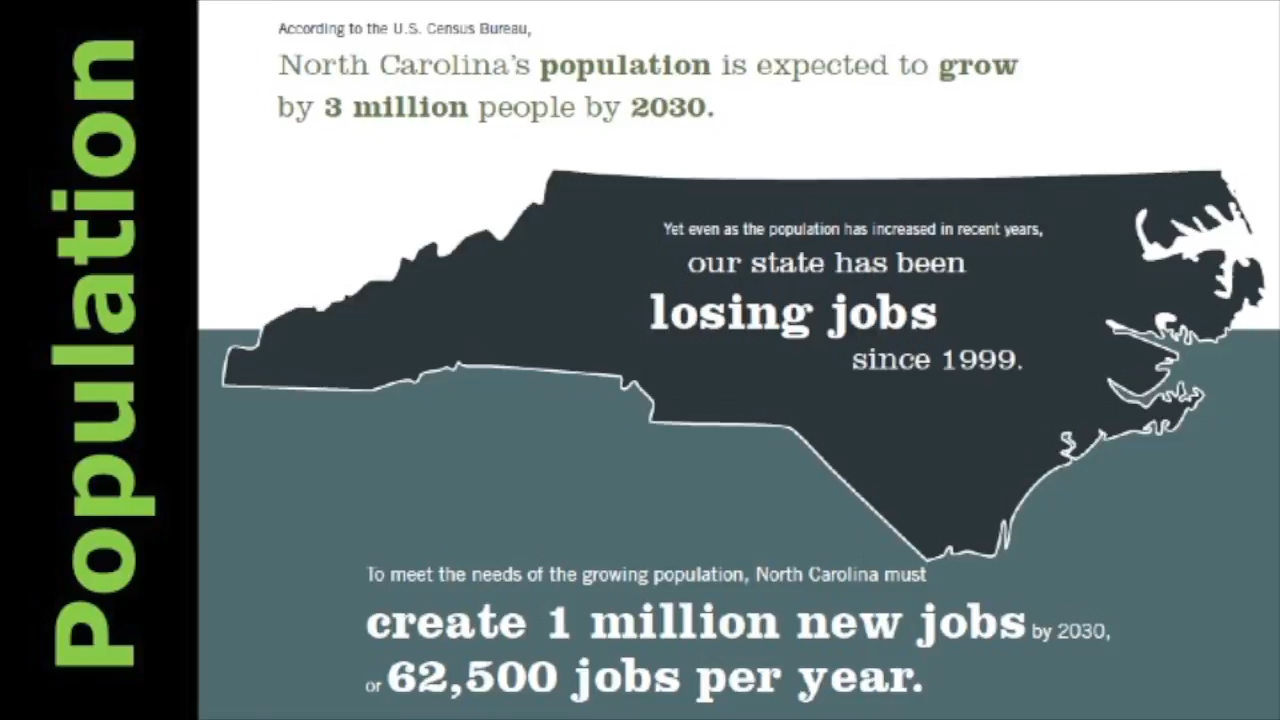 Population
According to the U.S. Census Bureau,
North Carolina's population is expected to grow
by 3 million people by 2030.
Yet even as the population has increased in recent years,
our state has been
losing jobs
since 1999.
To meet the needs of the growing population, North Carolina must
create 1 million new jobs by 2030,
or 62,500 jobs per year.